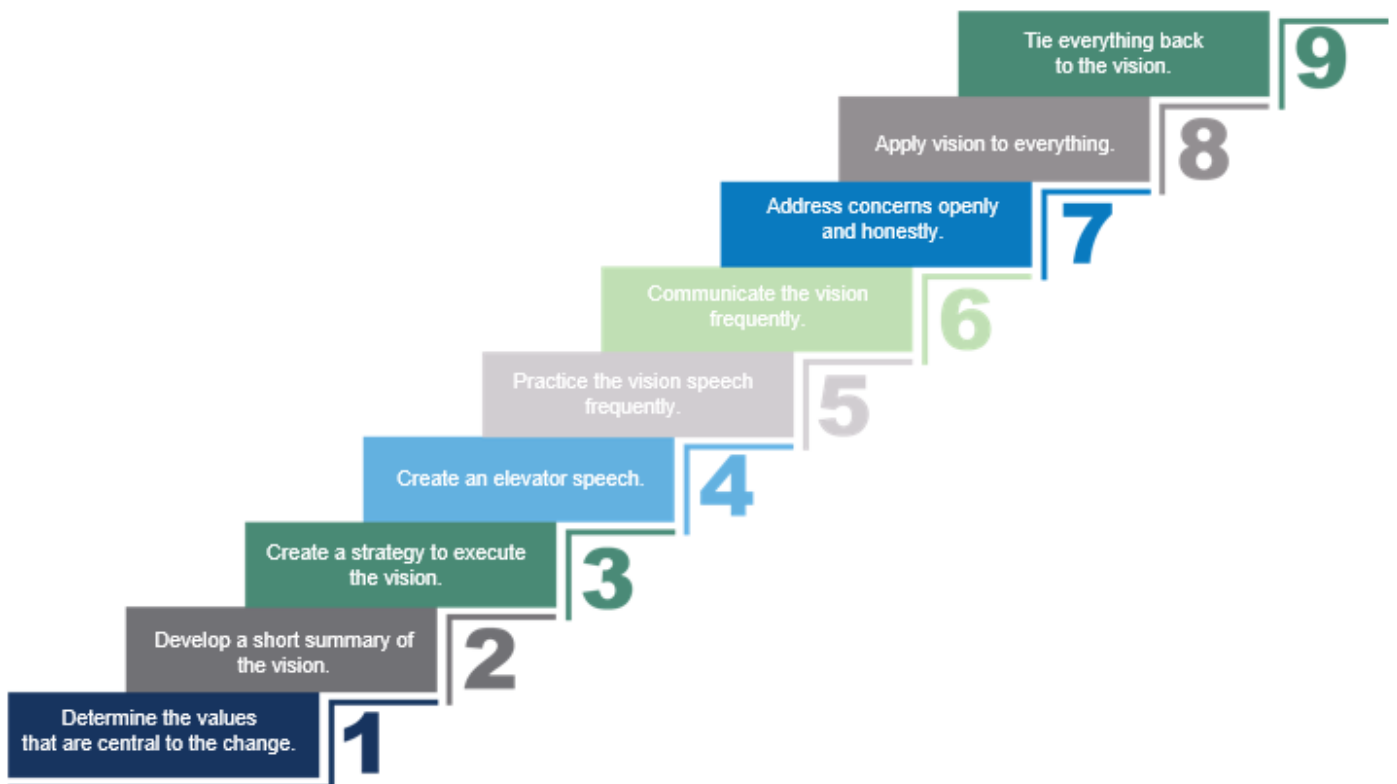 Tie everything back
to the vision.
9
Apply vision to everything.
8
Address concerns openly
and honestly.
7
Communicate the vision
frequently.
6
Practice the vision speech
frequently.
5
Create an elevator speech.
4
Create a strategy to execute
the vision.
3
Develop a short summary of
the vision.
2
Determine the values
that are central to the change.
1